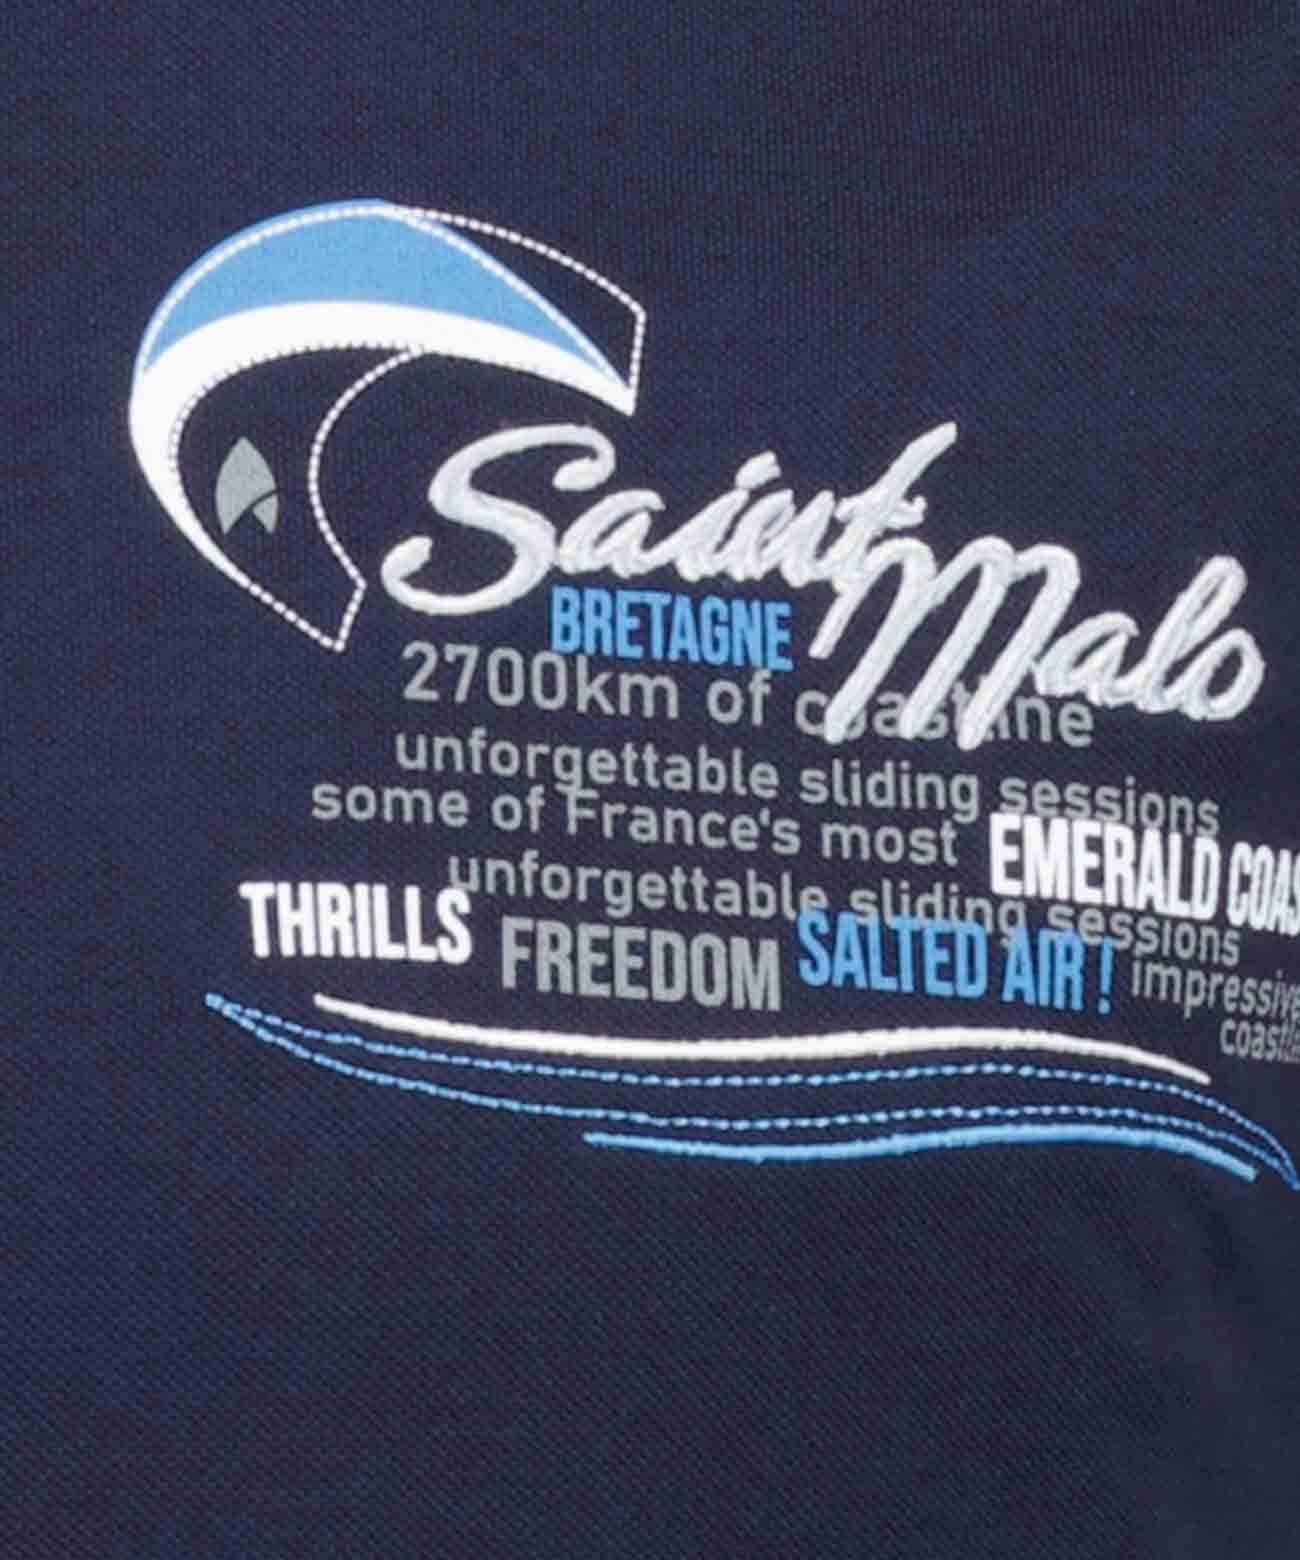 Saint Malo
BRETAGNE
2700km of coastline
unforgettable sliding sessions
some of France's most
EMERALD COAS
unforgettable sliding sessions
THRILLS FREEDOM SALTED AIR !
impressive